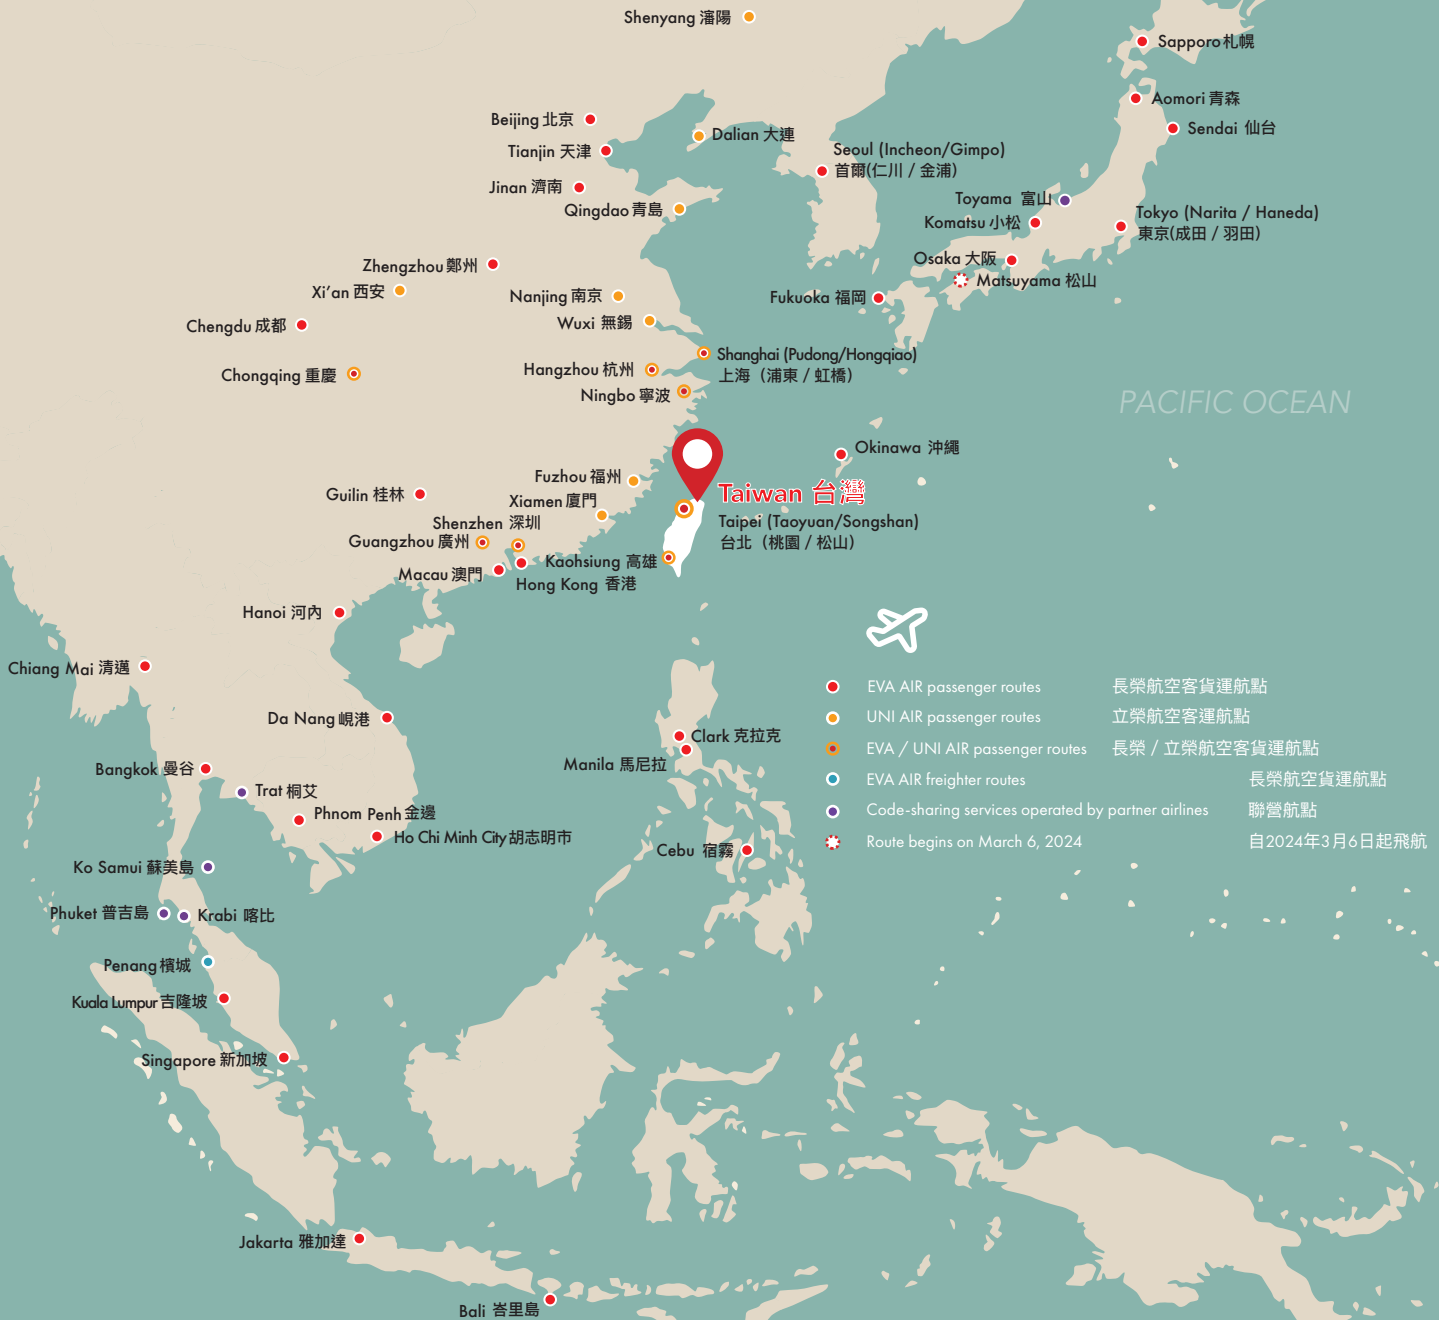 Shenyang 瀋陽
Sapporo 札幌
Aomori 青森
Beijing 北京
Sendai 仙台
Dalian 大連
Tianjin 天津
Seoul (Incheon/Gimpo)
首爾(仁川 / 金浦)
Jinan 濟南
Toyama 富山
Qingdao 青島
Tokyo (Narita / Haneda)
東京(成田 / 羽田)
Komatsu 小松
Osaka 大阪
Zhengzhou 鄭州
Matsuyama 松山
Xi'an 西安
Nanjing 南京
Fukuoka 福岡
Wuxi 無錫
Chengdu 成都
Shanghai (Pudong/Hongqiao)
上海（浦東 / 虹橋）
Hangzhou 杭州
Chongqing 重慶
Ningbo 寧波
PACIFIC OCEAN
Okinawa 沖繩
Fuzhou 福州
Guilin 桂林
Taiwan 台灣
Xiamen 廈門
Shenzhen 深圳
Taipei (Taoyuan/Songshan)
台北（桃園 / 松山）
Guangzhou 廣州
Kaohsiung 高雄
Macau 澳門
Hong Kong 香港
Hanoi 河內
Chiang Mai 清邁
Da Nang 峴港
Clark 克拉克
Manila 馬尼拉
Bangkok 曼谷
Trat 桐艾
Phnom Penh 金邊
Ho Chi Minh City 胡志明市
Cebu 宿霧
Ko Samui 蘇美島
Phuket 普吉島
Krabi 喀比
Penang 檳城
Kuala Lumpur 吉隆坡
Singapore 新加坡
Jakarta 雅加達
Bali 峇里島
EVA AIR passenger routes 長榮航空客貨運航點
UNI AIR passenger routes 立榮航空客運航點
EVA / UNI AIR passenger routes 長榮 / 立榮航空客貨運航點
EVA AIR freighter routes 長榮航空貨運航點
Code-sharing services operated by partner airlines 聯營航點
Route begins on March 6, 2024 自2024年3月6日起飛航